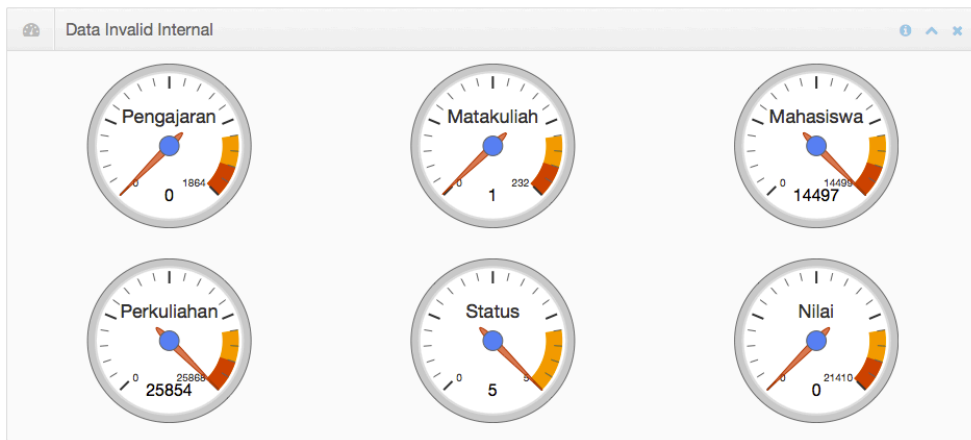 Data Invalid Internal
Pengajaran
0 1864
0
Matakuliah
0 232
1
Mahasiswa
0 14499
14497
Perkuliahan
0 25868
25854
Status
0 5
5
Nilai
0 21410
0